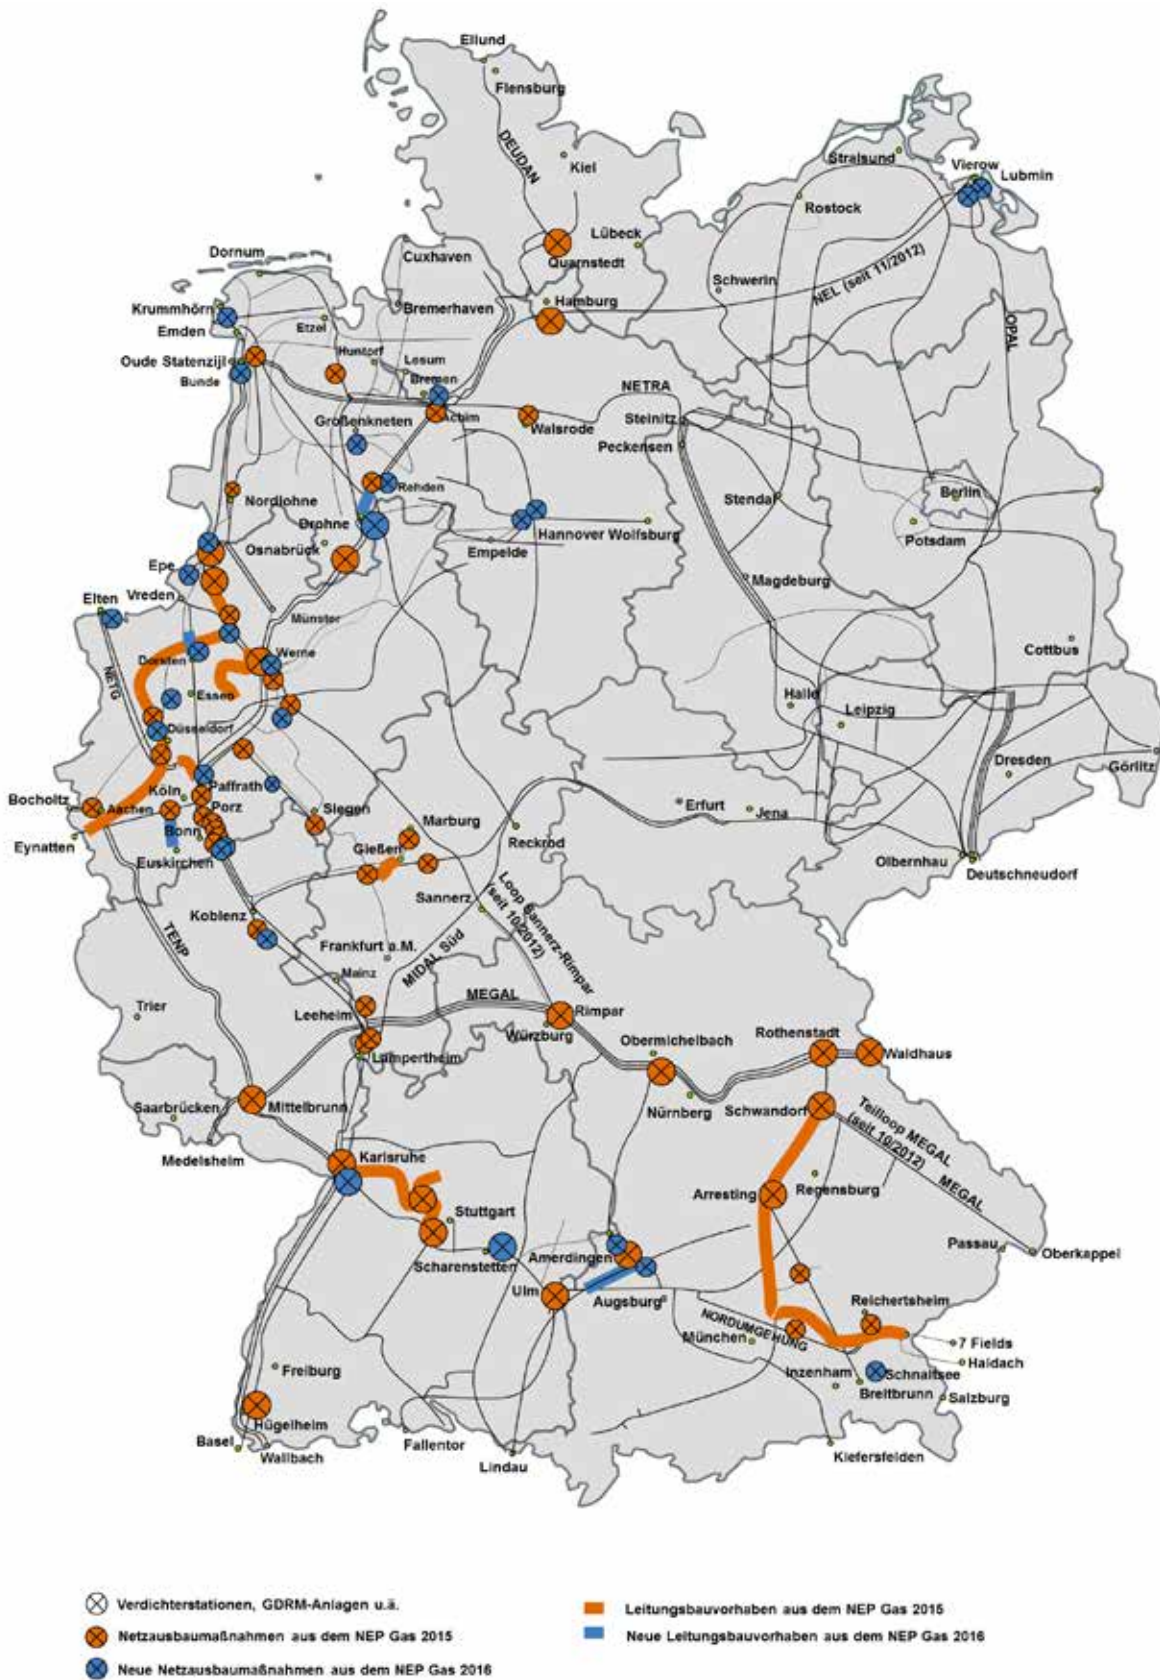 Ellund
Flensburg
DEUDAN
Kiel
Stralsund
Vierow
Lubmin
Rostock
Lübeck
Quarnstedt
Cuxhaven
Dornum
Schwerin
NEL (seit 11/2012)
Krummhörn
Bremerhaven
Hamburg
Emden
Etzel
OPAL
Oude Statenzijl
Huntorf
Lesum
Bunde
Bremen
NETRA
Großenkneten
Achim
Walsrode
Steinitz
Peckensen
Rehden
Nordlohne
Stendal
Berlin
Drohne
Hannover Wolfsburg
Potsdam
Osnabrück
Empelde
Epe
Magdeburg
Elten
Vreden
Münster
Cottbus
Dorsten
Werne
NETG
Essen
Halle
Leipzig
Düsseldorf
Dresden
Görlitz
Paffrath
Köln
Bocholtz
Aachen
Porz
Siegen
Marburg
Erfurt
Jena
Eynatten
Bonn
Euskirchen
Gießen
Reckrod
Olbernhau
Deutschneudorf
Sannerz
Loop Sannerz-Rimpar
(seit 10/2012)
Koblenz
TENP
Frankfurt a.M.
MIDAL Süd
Mainz
MEGAL
Trier
Leeheim
Rimpar
Würzburg
Obermichelbach
Rothenstadt
Waidhaus
Lampertheim
Saarbrücken
Mittelbrunn
Nürnberg
Schwandorf
Teilloop MEGAL
(seit 10/2012)
MEGAL
Medelsheim
Karlsruhe
Arresting
Regensburg
Stuttgart
Passau
Oberkappel
Scharenstetten
Amerdingen
Ulm
Augsburg
Reichertsheim
NORDUMGEHUNG
München
7 Fields
Haidach
Freiburg
Inzenham
Schnaitsee
Breitbrunn
Salzburg
Hügelheim
Basel
Wallbach
Fallentor
Lindau
Kiefersfelden
Verdichterstationen, GDRM-Anlagen u.ä.
Netzausbaumaßnahmen aus dem NEP Gas 2015
Neue Netzausbaumaßnahmen aus dem NEP Gas 2016
Leitungsbauvorhaben aus dem NEP Gas 2015
Neue Leitungsbauvorhaben aus dem NEP Gas 2016